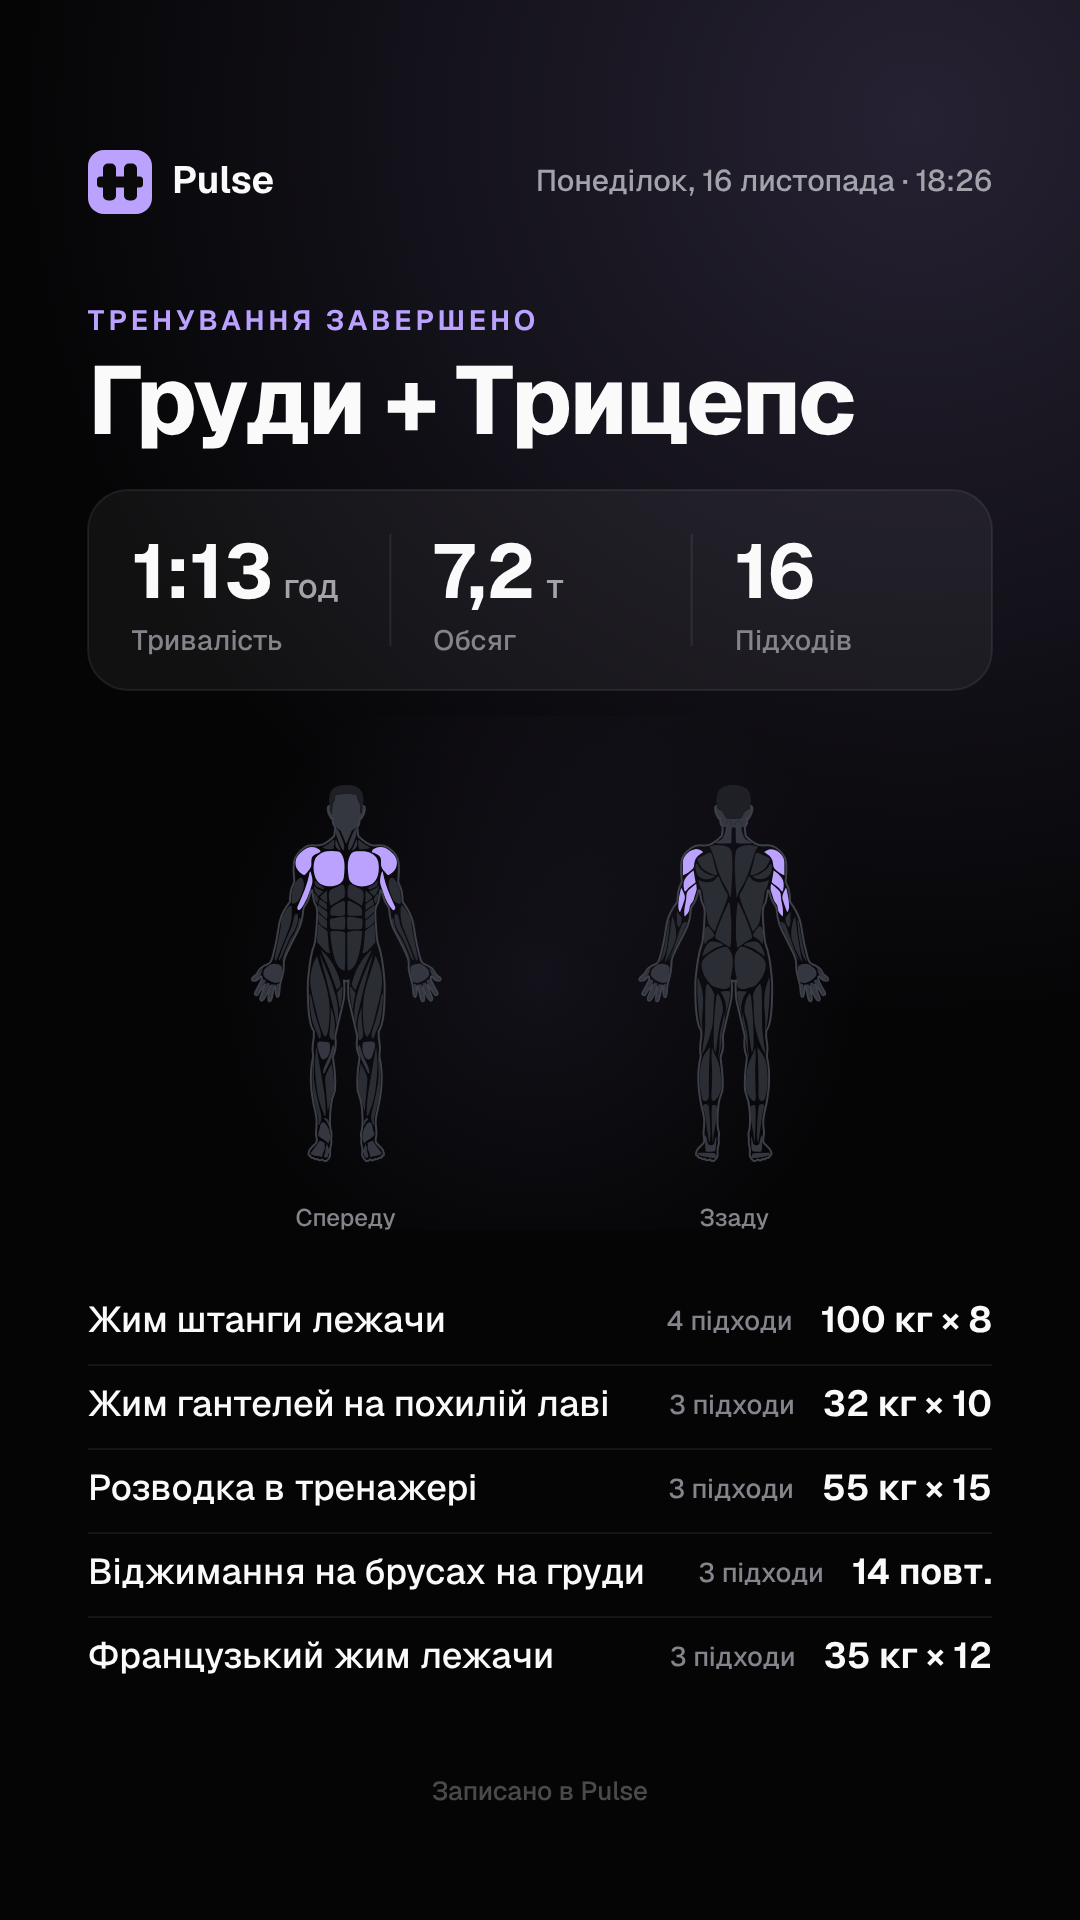 Pulse
Понеділок, 16 листопада · 18:26
ТРЕНУВАННЯ ЗАВЕРШЕНО
Груди + Трицепс
1:13 год
Тривалість
7,2 т
Обсяг
16
Підходів
Спереду
Ззаду
Жим штанги лежачи 4 підходи 100 кг × 8
Жим гантелей на похилій лаві 3 підходи 32 кг × 10
Розводка в тренажері 3 підходи 55 кг × 15
Віджимання на брусах на груди 3 підходи 14 повт.
Французький жим лежачи 3 підходи 35 кг × 12
Записано в Pulse